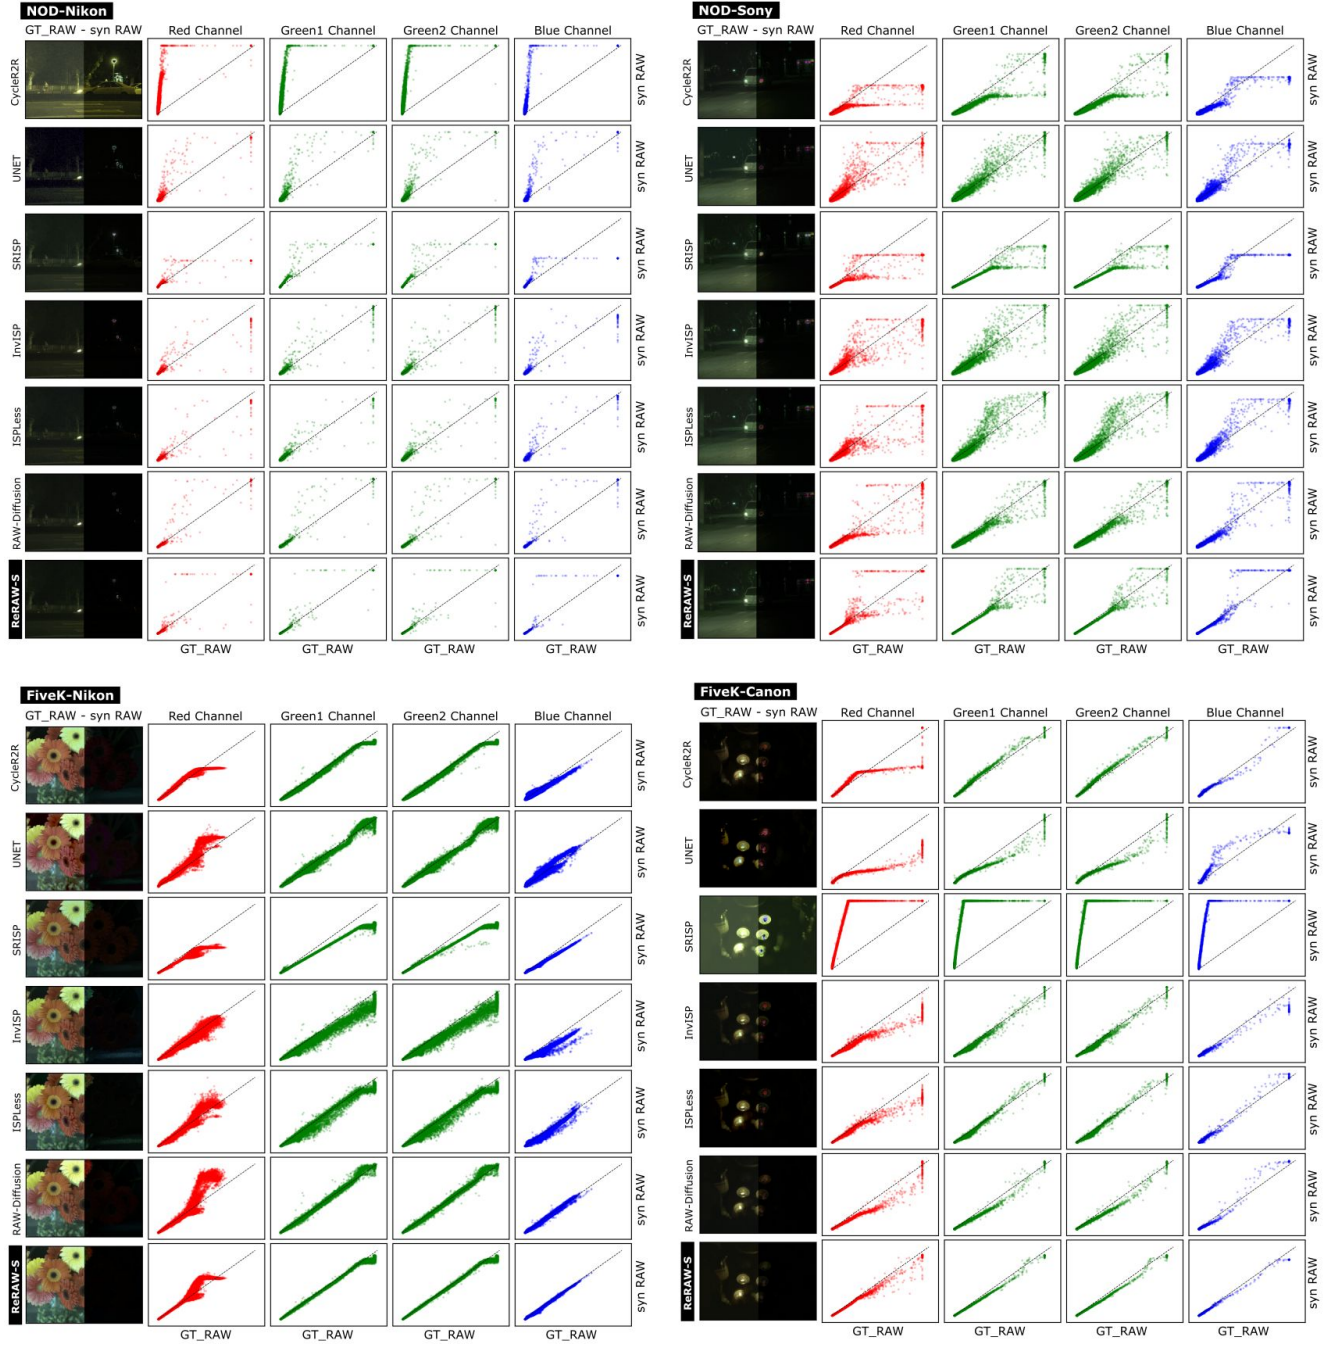 NOD-Nikon
GT_RAW - syn RAW Red Channel Green1 Channel Green2 Channel Blue Channel
CycleR2R syn RAW
UNET syn RAW
SRISP syn RAW
InvISP syn RAW
ISPLess syn RAW
RAW-Diffusion syn RAW
ReRAW-S syn RAW
GT_RAW GT_RAW GT_RAW GT_RAW
NOD-Sony
GT_RAW - syn RAW Red Channel Green1 Channel Green2 Channel Blue Channel
CycleR2R syn RAW
UNET syn RAW
SRISP syn RAW
InvISP syn RAW
ISPLess syn RAW
RAW-Diffusion syn RAW
ReRAW-S syn RAW
GT_RAW GT_RAW GT_RAW GT_RAW
FiveK-Nikon
GT_RAW - syn RAW Red Channel Green1 Channel Green2 Channel Blue Channel
CycleR2R syn RAW
UNET syn RAW
SRISP syn RAW
InvISP syn RAW
ISPLess syn RAW
RAW-Diffusion syn RAW
ReRAW-S syn RAW
GT_RAW GT_RAW GT_RAW GT_RAW
FiveK-Canon
GT_RAW - syn RAW Red Channel Green1 Channel Green2 Channel Blue Channel
CycleR2R syn RAW
UNET syn RAW
SRISP syn RAW
InvISP syn RAW
ISPLess syn RAW
RAW-Diffusion syn RAW
ReRAW-S syn RAW
GT_RAW GT_RAW GT_RAW GT_RAW